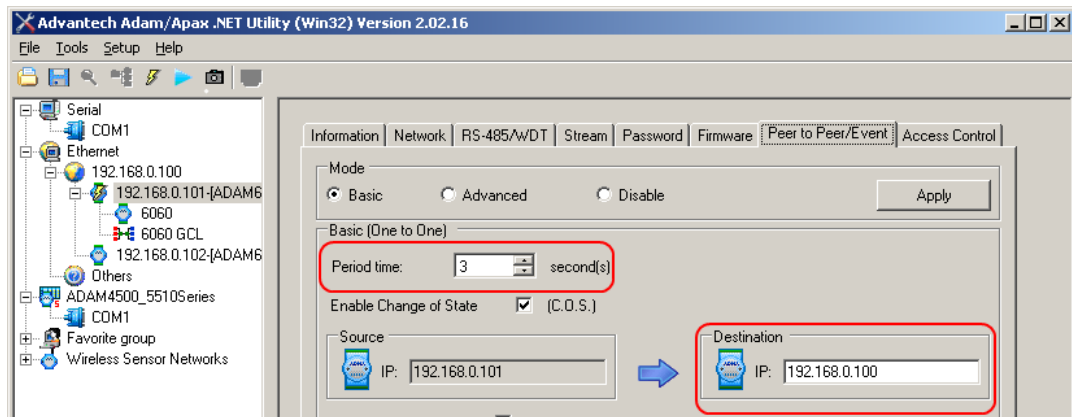 Advantech Adam/Apax .NET Utility (Win32) Version 2.02.16
File Tools Setup Help
Serial
COM1
Ethernet
192.168.0.100
192.168.0.101-[ADAM6
6060
6060 GCL
192.168.0.102-[ADAM6
Others
ADAM4500_5510Series
COM1
Favorite group
Wireless Sensor Networks
Information Network RS-485/WDT Stream Password Firmware Peer to Peer/Event Access Control
Mode
Basic Advanced Disable Apply
Basic (One to One)
Period time: 3 second(s)
Enable Change of State (C.O.S.)
Source Destination
IP: 192.168.0.101 IP: 192.168.0.100